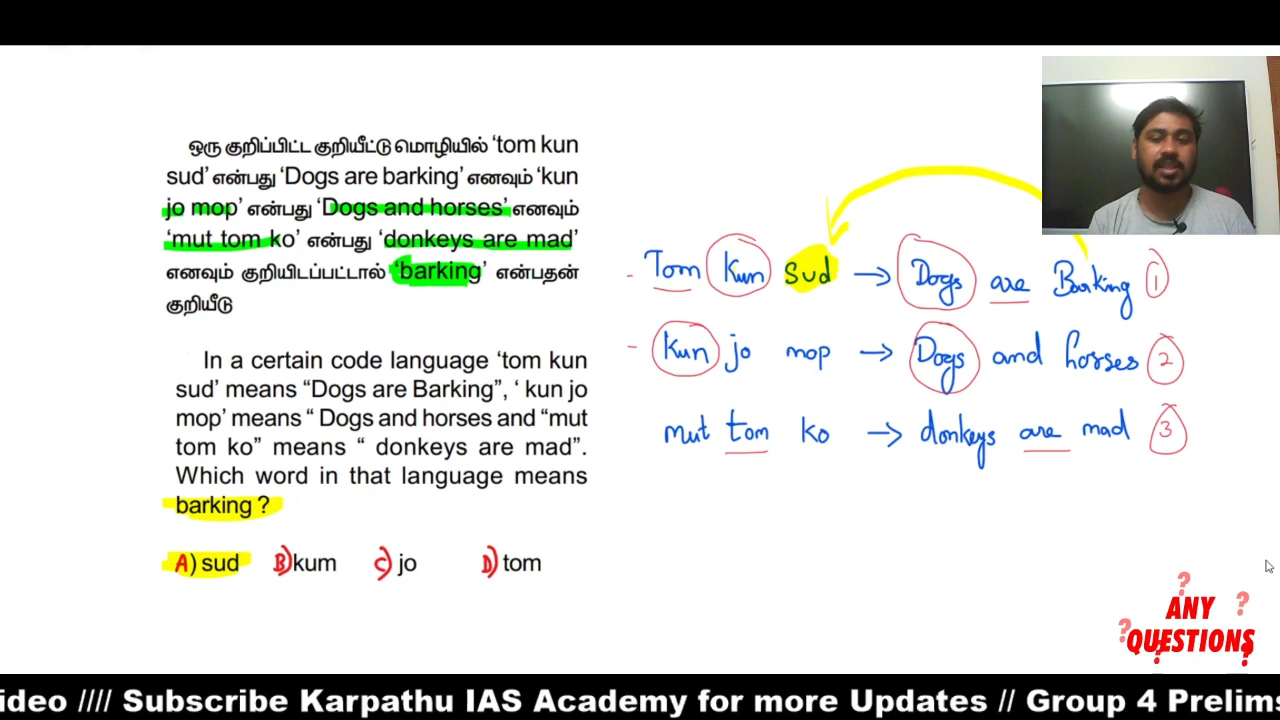 ஒரு குறிப்பிட்ட குறியீட்டு மொழியில் ‘tom kun
sud’ என்பது ‘Dogs are barking’ எனவும் ‘kun
jo mop’ என்பது ‘Dogs and horses’ எனவும்
‘mut tom ko’ என்பது ‘donkeys are mad’
எனவும் குறியிடப்பட்டால் ‘barking’ என்பதன்
குறியீடு
In a certain code language ‘tom kun
sud’ means “Dogs are Barking”, ‘ kun jo
mop’ means “ Dogs and horses and “mut
tom ko” means “ donkeys are mad”.
Which word in that language means
barking ?
A) sud B) kum C) jo D) tom
- Tom Kun Sud → Dogs are Barking 1
- Kun jo mop → Dogs and horses 2
mut tom ko → donkeys are mad 3
? ANY ?
? QUESTIONS ?
ideo //// Subscribe Karpathu IAS Academy for more Updates // Group 4 Prelims